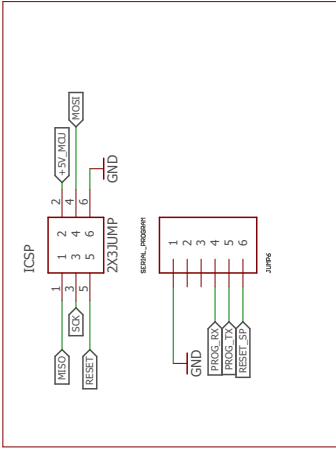 ICSP
+5V_MCU
MOSI
2 4 6
2 4 6
1 3 5
1 3 5
GND
2X3JUMP
MISO
SCK
RESET
SERIAL_PROGRAM
1
2
3
4
5
6
JUMP6
GND
PROG_RX
PROG_TX
RESET_SP